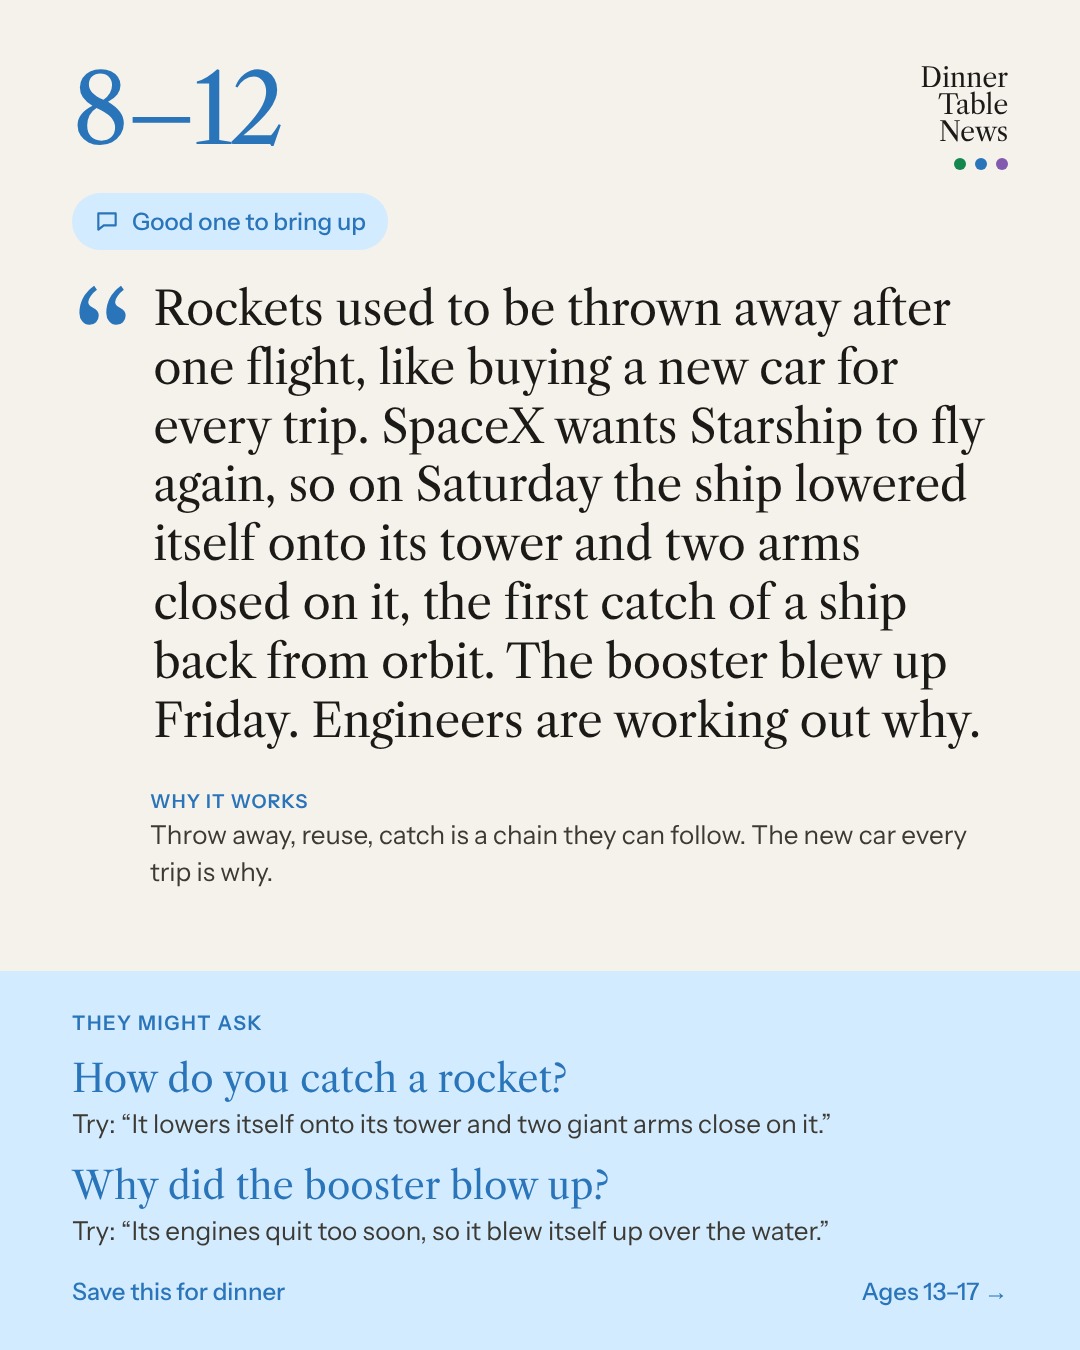 8–12
Dinner
Table
News
Good one to bring up
“ Rockets used to be thrown away after
one flight, like buying a new car for
every trip. SpaceX wants Starship to fly
again, so on Saturday the ship lowered
itself onto its tower and two arms
closed on it, the first catch of a ship
back from orbit. The booster blew up
Friday. Engineers are working out why.
WHY IT WORKS
Throw away, reuse, catch is a chain they can follow. The new car every
trip is why.
THEY MIGHT ASK
How do you catch a rocket?
Try: “It lowers itself onto its tower and two giant arms close on it.”
Why did the booster blow up?
Try: “Its engines quit too soon, so it blew itself up over the water.”
Save this for dinner
Ages 13–17 →